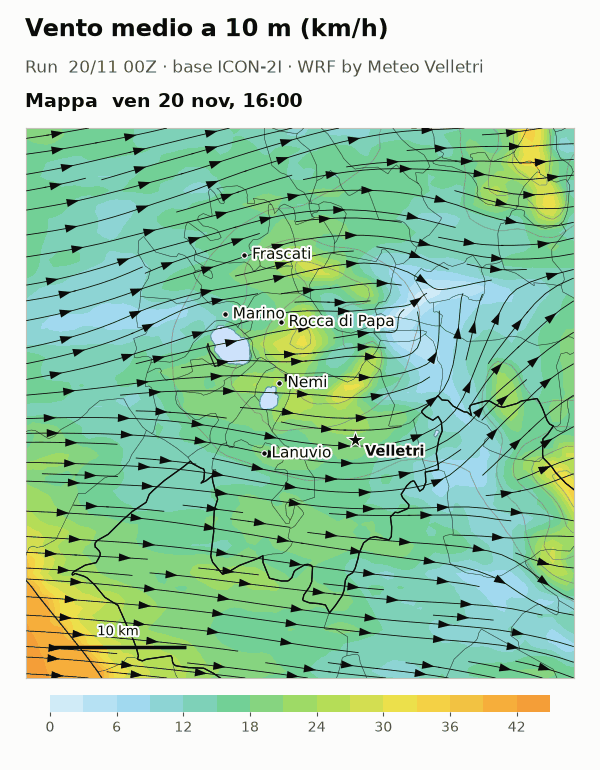 Vento medio a 10 m (km/h)
Run 20/11 00Z · base ICON-2I · WRF by Meteo Velletri
Mappa ven 20 nov, 16:00
Frascati
Marino
Rocca di Papa
Nemi
Velletri
Lanuvio
10 km
0 6 12 18 24 30 36 42